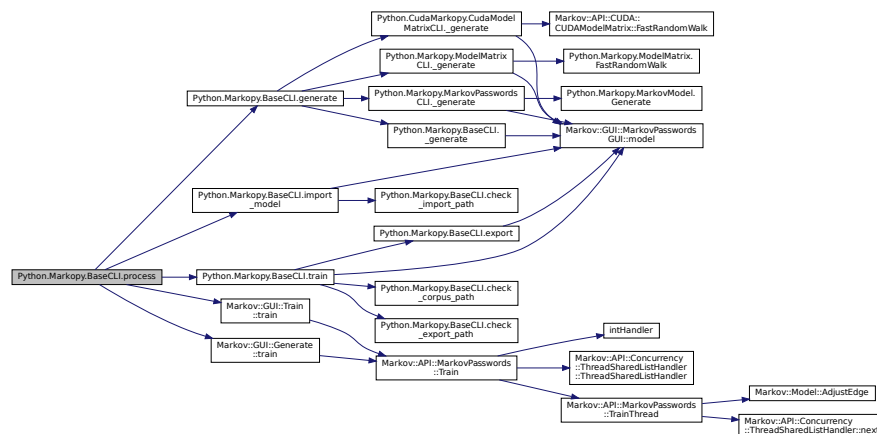 Python.CudaMarkopy.CudaModel
MatrixCLI._generate
Markov::API::CUDA::
CUDAModelMatrix::FastRandomWalk
Python.Markopy.ModelMatrix
CLI._generate
Python.Markopy.ModelMatrix.
FastRandomWalk
Python.Markopy.BaseCLI.generate
Python.Markopy.MarkovPasswords
CLI._generate
Python.Markopy.MarkovModel.
Generate
Python.Markopy.BaseCLI.
_generate
Markov::GUI::MarkovPasswords
GUI::model
Python.Markopy.BaseCLI.import
_model
Python.Markopy.BaseCLI.check
_import_path
Python.Markopy.BaseCLI.export
Python.Markopy.BaseCLI.process
Python.Markopy.BaseCLI.train
Python.Markopy.BaseCLI.check
_corpus_path
Markov::GUI::Train
::train
Python.Markopy.BaseCLI.check
_export_path
Markov::GUI::Generate
::train
intHandler
Markov::API::MarkovPasswords
::Train
Markov::API::Concurrency
::ThreadSharedListHandler
::ThreadSharedListHandler
Markov::API::MarkovPasswords
::TrainThread
Markov::Model::AdjustEdge
Markov::API::Concurrency
::ThreadSharedListHandler::next